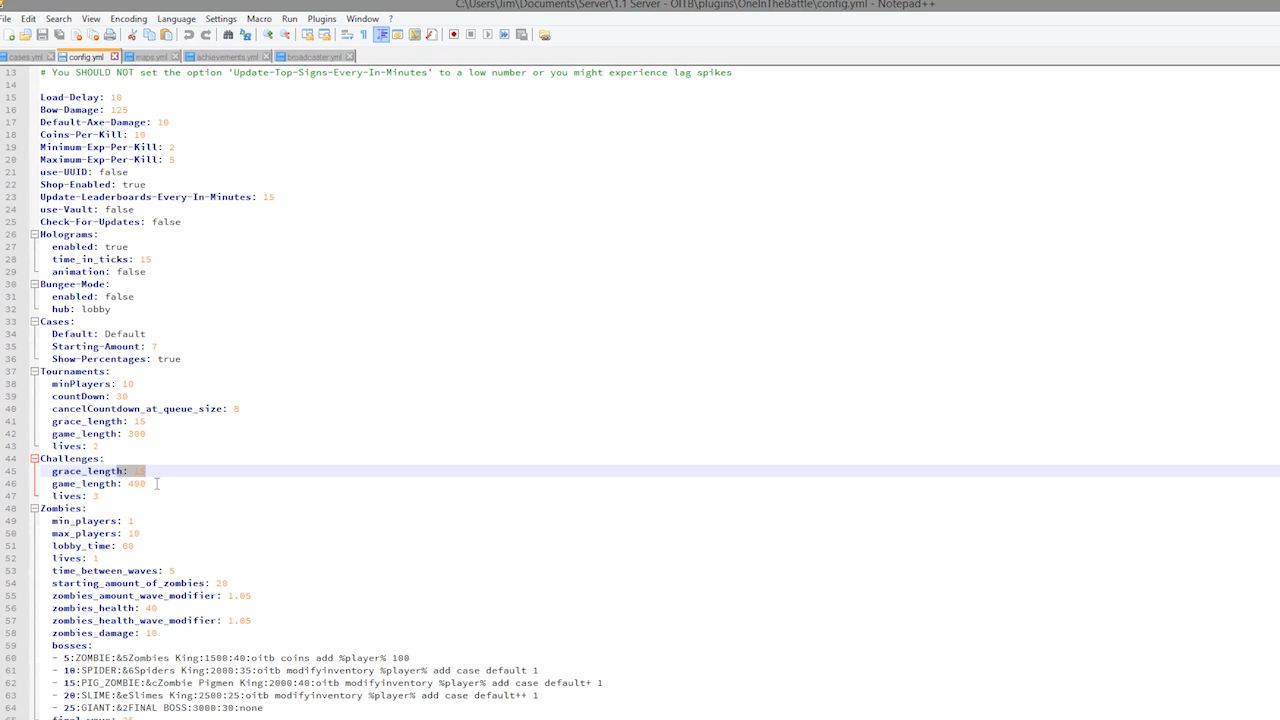 C:\Users\Jim\Documents\Server\1.1 Server - OITB\plugins\OneInTheBattle\config.yml - Notepad++
File Edit Search View Encoding Language Settings Macro Run Plugins Window ?
cases.yml config.yml maps.yml achievements.yml broadcaster.yml
13 # You SHOULD NOT set the option 'Update-Top-Signs-Every-In-Minutes' to a low number or you might experience lag spikes
14
15 Load-Delay: 10
16 Bow-Damage: 125
17 Default-Axe-Damage: 10
18 Coins-Per-Kill: 10
19 Minimum-Exp-Per-Kill: 2
20 Maximum-Exp-Per-Kill: 5
21 use-UUID: false
22 Shop-Enabled: true
23 Update-Leaderboards-Every-In-Minutes: 15
24 use-Vault: false
25 Check-For-Updates: false
26 Holograms:
27 enabled: true
28 time_in_ticks: 15
29 animation: false
30 Bungee-Mode:
31 enabled: false
32 hub: lobby
33 Cases:
34 Default: Default
35 Starting-Amount: 7
36 Show-Percentages: true
37 Tournaments:
38 minPlayers: 10
39 countDown: 30
40 cancelCountdown_at_queue_size: 8
41 grace_length: 15
42 game_length: 300
43 lives: 2
44 Challenges:
45 grace_length: 15
46 game_length: 400
47 lives: 3
48 Zombies:
49 min_players: 1
50 max_players: 10
51 lobby_time: 60
52 lives: 1
53 time_between_waves: 5
54 starting_amount_of_zombies: 20
55 zombies_amount_wave_modifier: 1.05
56 zombies_health: 40
57 zombies_health_wave_modifier: 1.05
58 zombies_damage: 10
59 bosses:
60 - 5:ZOMBIE:&5Zombies King:1500:40:oitb coins add %player% 100
61 - 10:SPIDER:&6Spiders King:2000:35:oitb modifyinventory %player% add case default 1
62 - 15:PIG_ZOMBIE:&cZombie Pigmen King:2000:40:oitb modifyinventory %player% add case default+ 1
63 - 20:SLIME:&eSlimes King:2500:25:oitb modifyinventory %player% add case default++ 1
64 - 25:GIANT:&2FINAL BOSS:3000:30:none
65 final_wave: 25